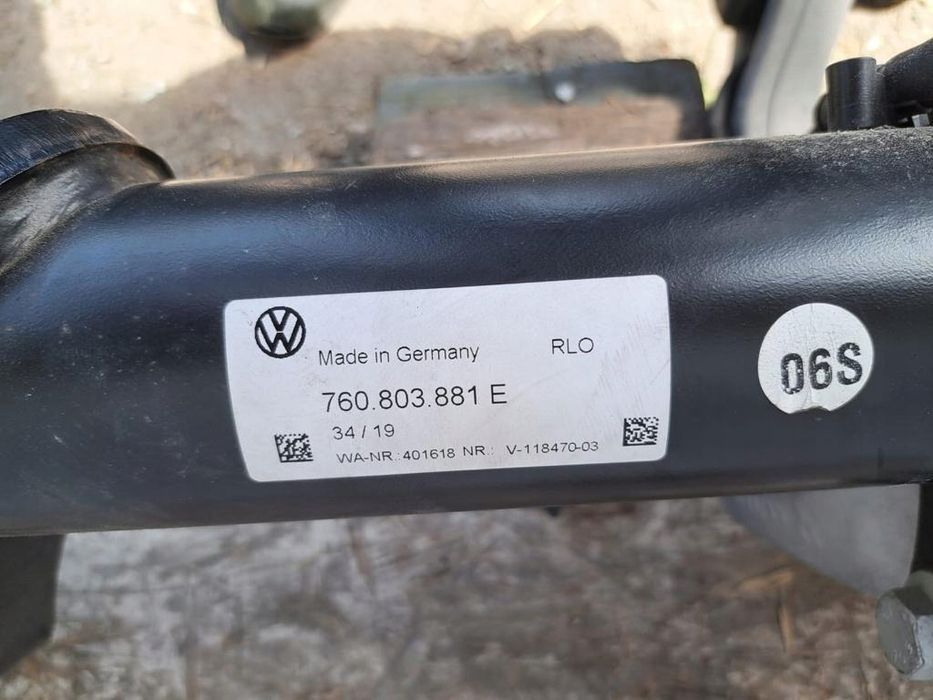 Made in Germany RLO
760.803.881 E
34/19
WA-NR.:401618 NR.: V-118470-03
06S